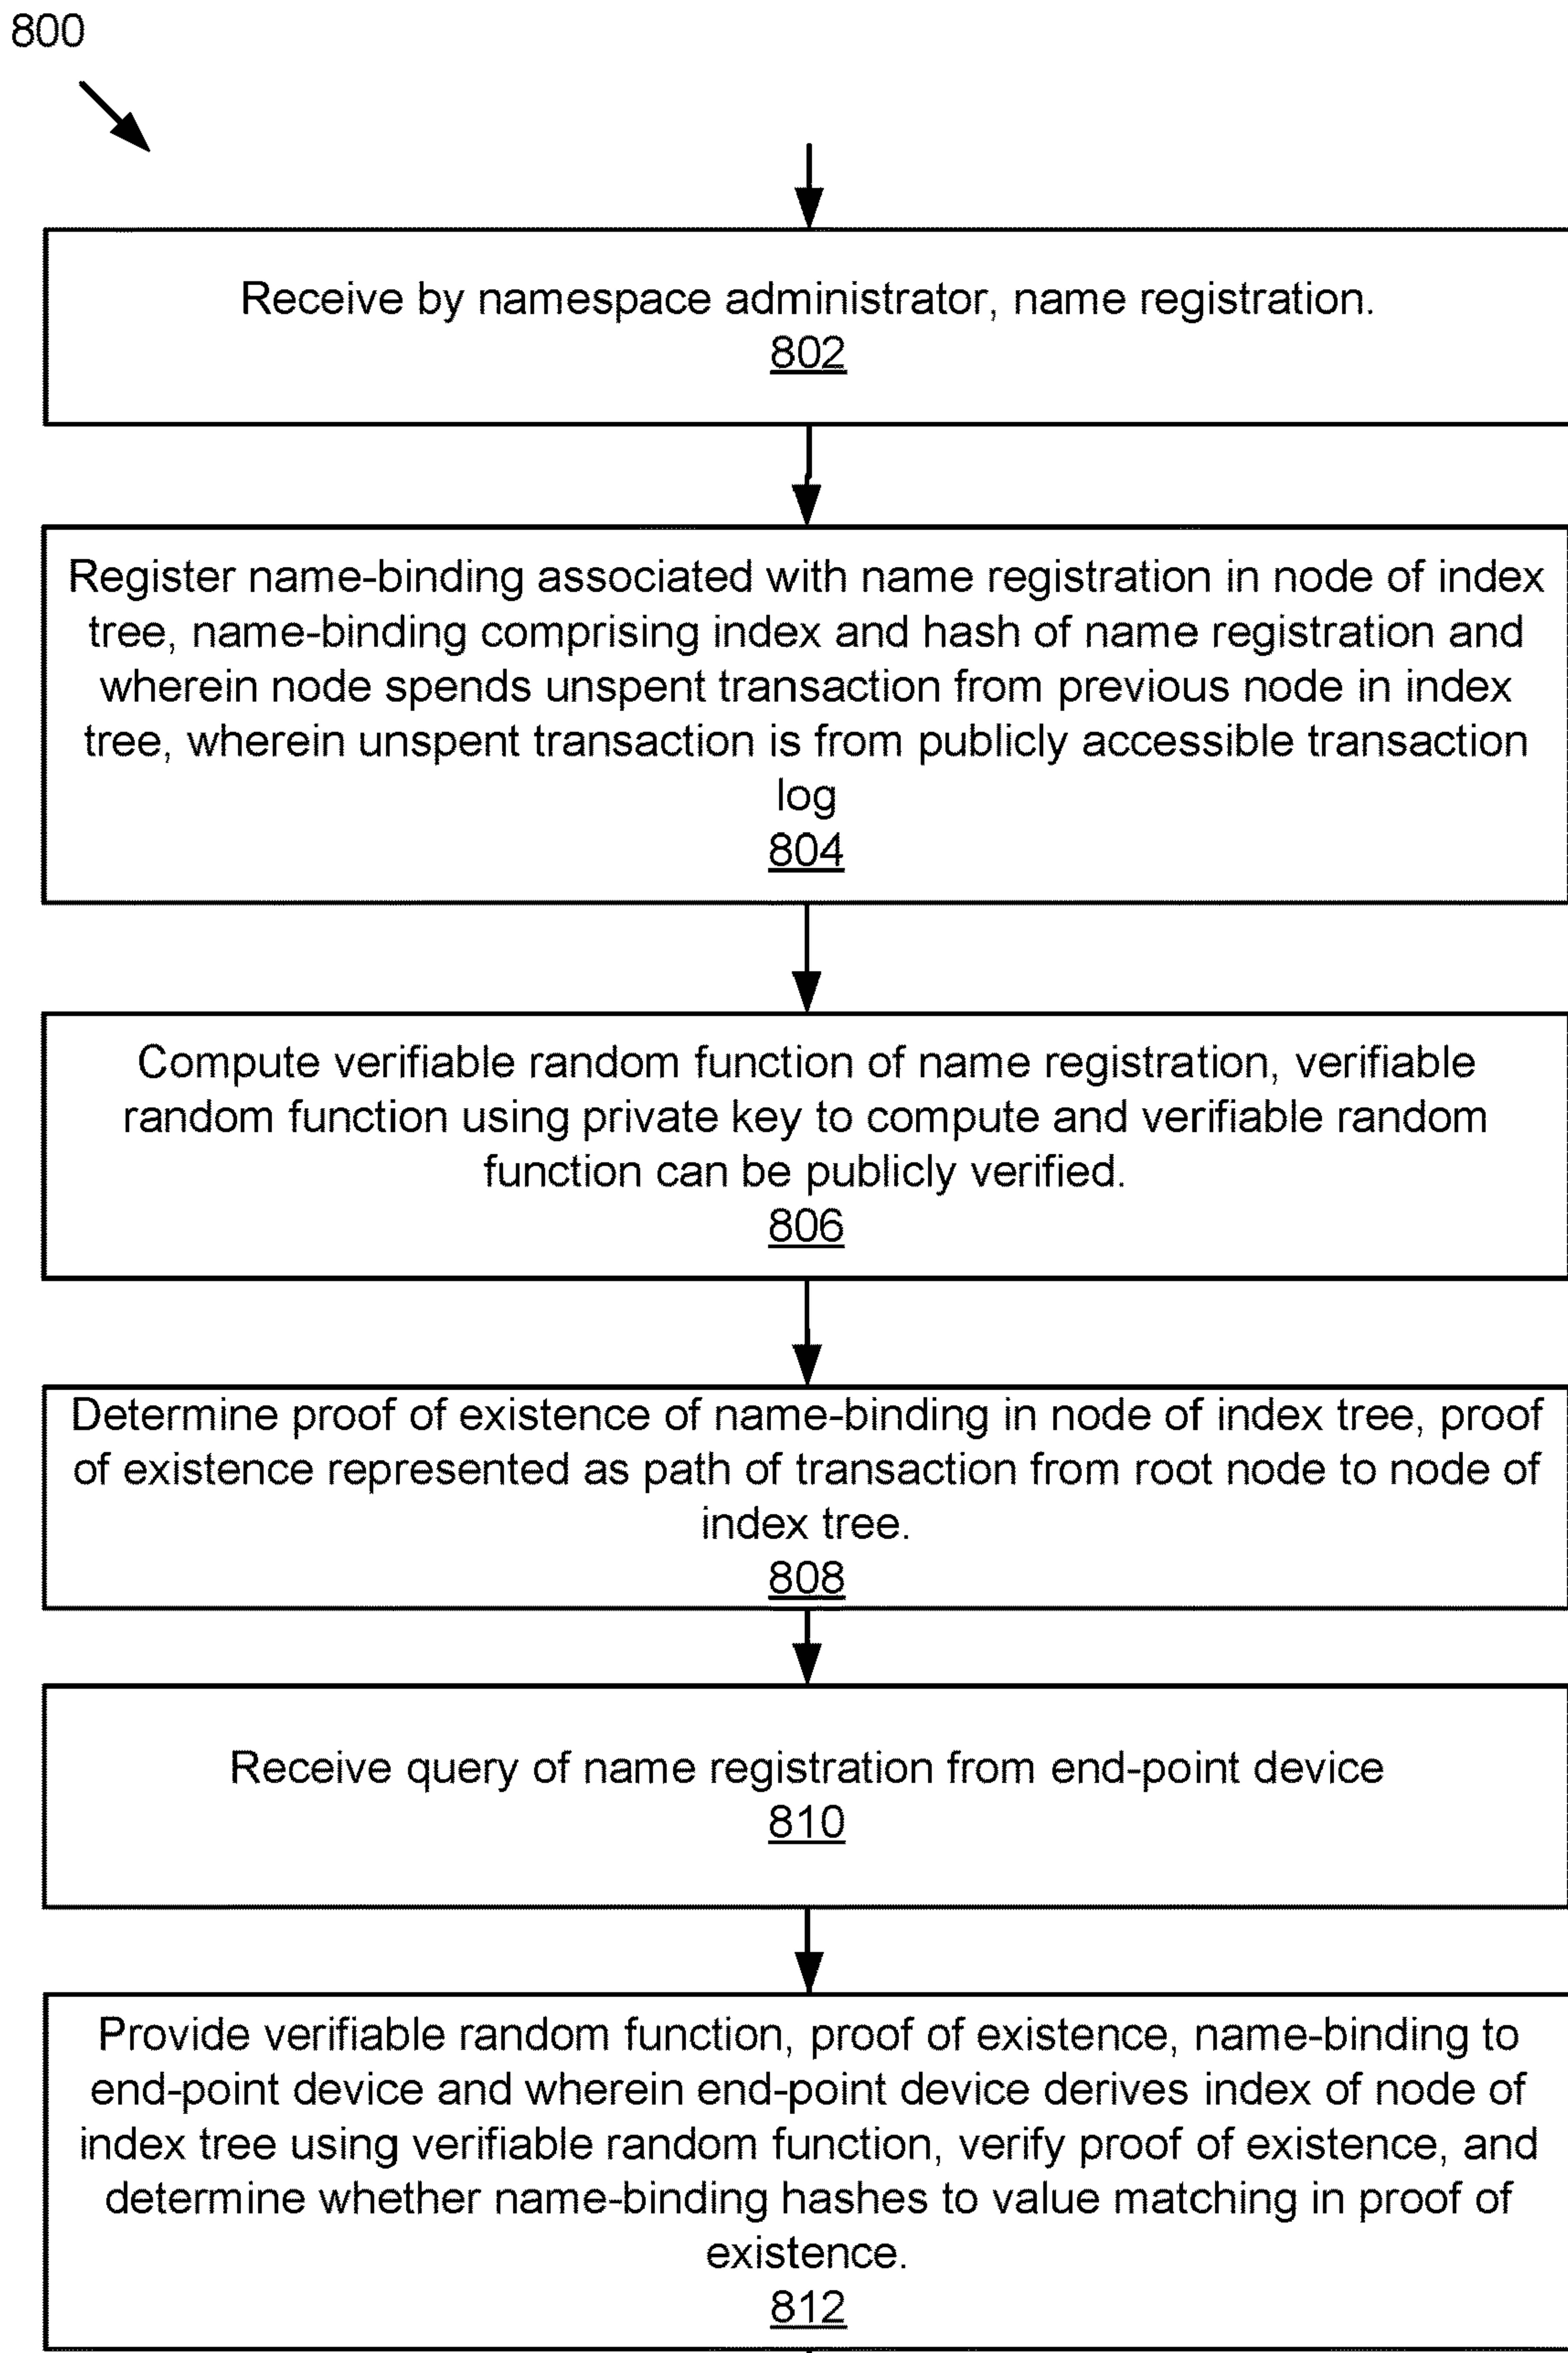 800
Receive by namespace administrator, name registration.
802
Register name-binding associated with name registration in node of index
tree, name-binding comprising index and hash of name registration and
wherein node spends unspent transaction from previous node in index
tree, wherein unspent transaction is from publicly accessible transaction
log
804
Compute verifiable random function of name registration, verifiable
random function using private key to compute and verifiable random
function can be publicly verified.
806
Determine proof of existence of name-binding in node of index tree, proof
of existence represented as path of transaction from root node to node of
index tree.
808
Receive query of name registration from end-point device
810
Provide verifiable random function, proof of existence, name-binding to
end-point device and wherein end-point device derives index of node of
index tree using verifiable random function, verify proof of existence, and
determine whether name-binding hashes to value matching in proof of
existence.
812